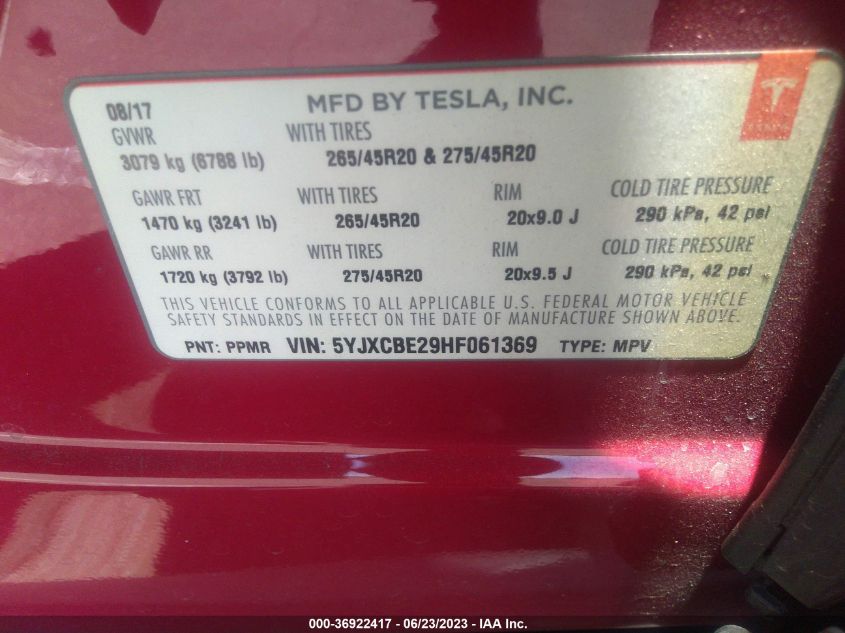 08/17 MFD BY TESLA, INC.
GVWR WITH TIRES
3079 kg (6788 lb) 265/45R20 & 275/45R20
GAWR FRT WITH TIRES RIM COLD TIRE PRESSURE
1470 kg (3241 lb) 265/45R20 20x9.0 J 290 kPa, 42 psi
GAWR RR WITH TIRES RIM COLD TIRE PRESSURE
1720 kg (3792 lb) 275/45R20 20x9.5 J 290 kPa, 42 psi
THIS VEHICLE CONFORMS TO ALL APPLICABLE U.S. FEDERAL MOTOR VEHICLE
SAFETY STANDARDS IN EFFECT ON THE DATE OF MANUFACTURE SHOWN ABOVE.
PNT: PPMR VIN: 5YJXCBE29HF061369 TYPE: MPV
000-36922417 - 06/23/2023 - IAA Inc.